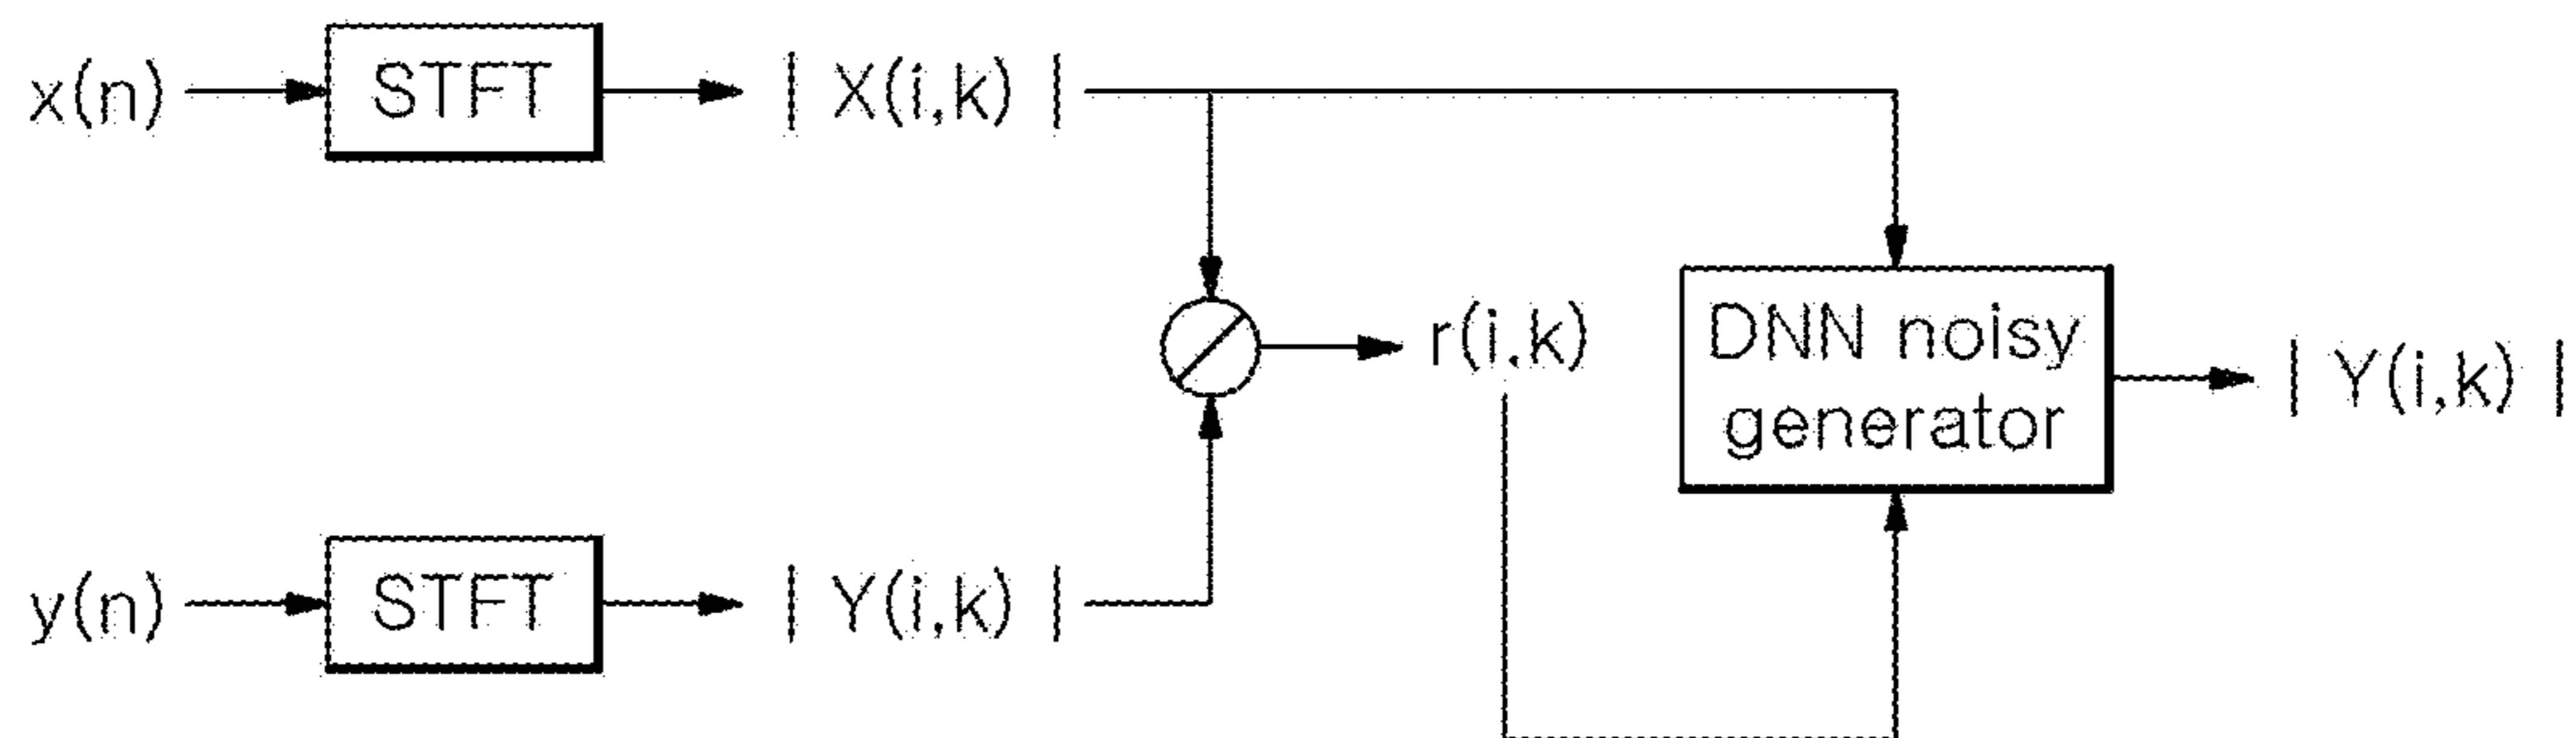 x(n) STFT | X(i,k) |
r(i,k)
DNN noisy
generator
| Y(i,k) |
y(n) STFT | Y(i,k) |